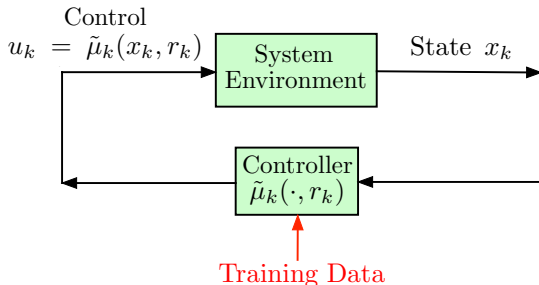 Control
u_k = μ̃_k(x_k, r_k)
System
Environment
State x_k
Controller
μ̃_k(·, r_k)
Training Data